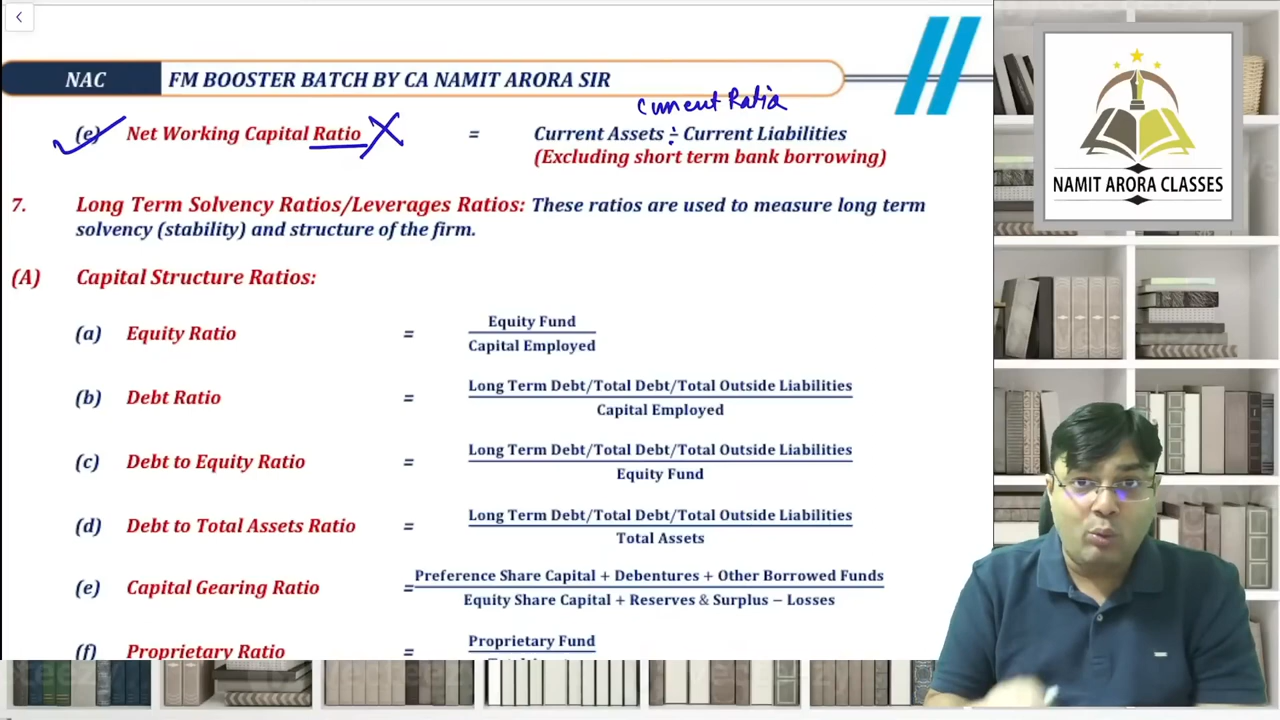 NAC FM BOOSTER BATCH BY CA NAMIT ARORA SIR
Current Ratio
(e) Net Working Capital Ratio = Current Assets ÷ Current Liabilities
(Excluding short term bank borrowing)
7. Long Term Solvency Ratios/Leverages Ratios: These ratios are used to measure long term
solvency (stability) and structure of the firm.
(A) Capital Structure Ratios:
(a) Equity Ratio = Equity Fund
Capital Employed
(b) Debt Ratio = Long Term Debt/Total Debt/Total Outside Liabilities
Capital Employed
(c) Debt to Equity Ratio = Long Term Debt/Total Debt/Total Outside Liabilities
Equity Fund
(d) Debt to Total Assets Ratio = Long Term Debt/Total Debt/Total Outside Liabilities
Total Assets
(e) Capital Gearing Ratio = Preference Share Capital + Debentures + Other Borrowed Funds
Equity Share Capital + Reserves & Surplus − Losses
(f) Proprietary Ratio = Proprietary Fund
NAMIT ARORA CLASSES